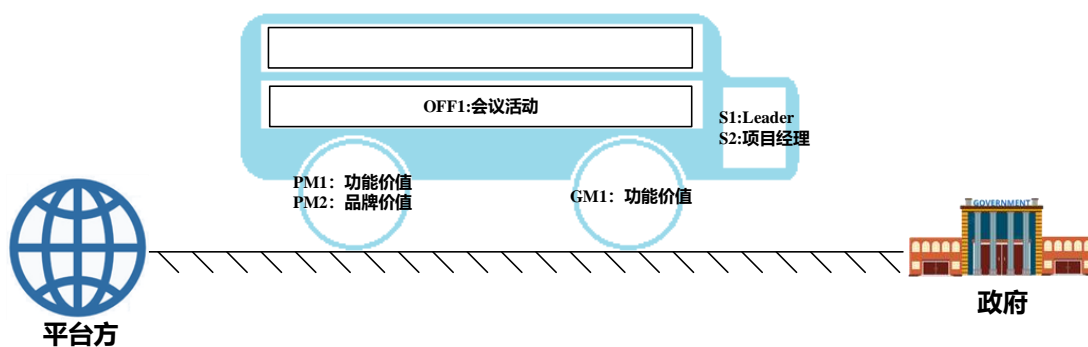 OFF1:会议活动
S1:Leader
S2:项目经理
PM1：功能价值
PM2：品牌价值
GM1：功能价值
GOVERNMENT
平台方
政府